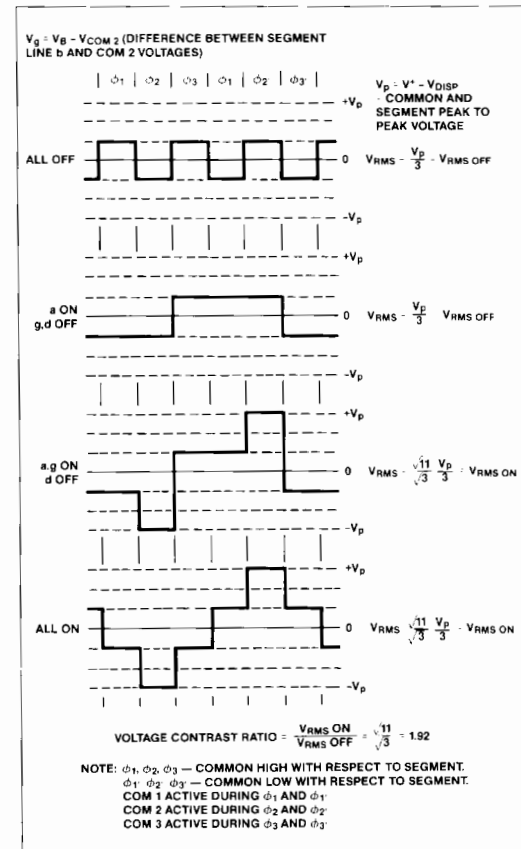 Vg = VB - VCOM 2 (DIFFERENCE BETWEEN SEGMENT
LINE b AND COM 2 VOLTAGES)
ϕ1 ϕ2 ϕ3 ϕ1' ϕ2' ϕ3'
Vp = V+ - VDISP
- COMMON AND
SEGMENT PEAK TO
PEAK VOLTAGE
+Vp
ALL OFF
0 VRMS - Vp/3 - VRMS OFF
-Vp
+Vp
a ON
g,d OFF
0 VRMS - Vp/3 VRMS OFF
-Vp
+Vp
a.g ON
d OFF
0 VRMS - √11/√3 Vp/3 - VRMS ON
-Vp
+Vp
ALL ON
0 VRMS √11/√3 Vp/3 - VRMS ON
-Vp
VOLTAGE CONTRAST RATIO = VRMS ON/VRMS OFF = √11/√3 = 1.92
NOTE: ϕ1, ϕ2, ϕ3 — COMMON HIGH WITH RESPECT TO SEGMENT.
ϕ1' ϕ2' ϕ3' — COMMON LOW WITH RESPECT TO SEGMENT.
COM 1 ACTIVE DURING ϕ1 AND ϕ1'
COM 2 ACTIVE DURING ϕ2 AND ϕ2'
COM 3 ACTIVE DURING ϕ3 AND ϕ3'